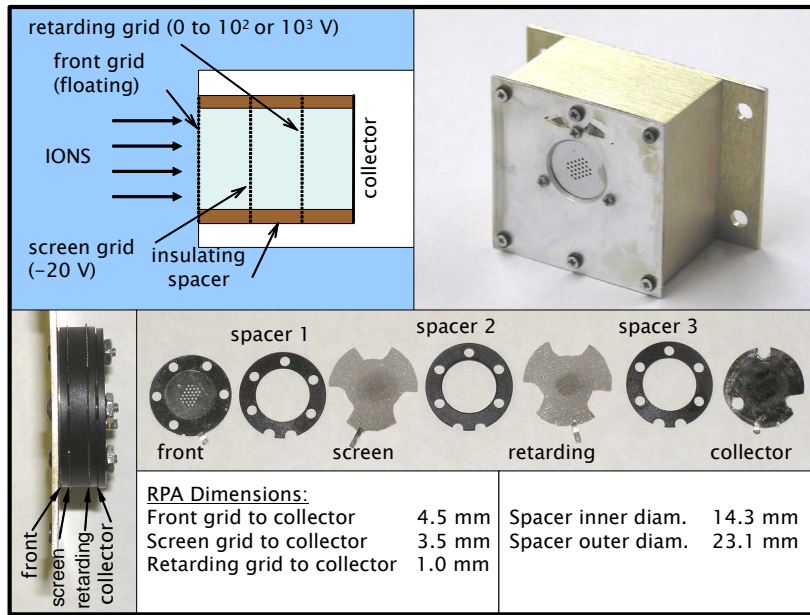 retarding grid (0 to 10² or 10³ V)
front grid
(floating)
IONS
collector
screen grid
(−20 V)
insulating
spacer
spacer 1
spacer 2
spacer 3
front
screen
retarding
collector
front
screen
retarding
collector
RPA Dimensions:
Front grid to collector 4.5 mm
Screen grid to collector 3.5 mm
Retarding grid to collector 1.0 mm
Spacer inner diam. 14.3 mm
Spacer outer diam. 23.1 mm